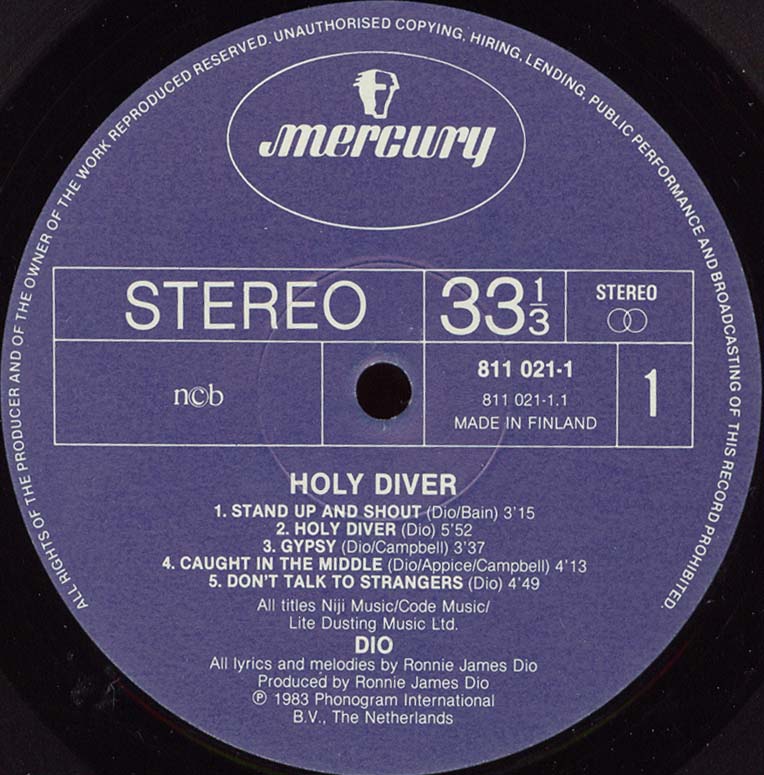 ALL RIGHTS OF THE PRODUCER AND OF THE OWNER OF THE WORK REPRODUCED RESERVED. UNAUTHORISED COPYING, HIRING, LENDING, PUBLIC PERFORMANCE AND BROADCASTING OF THIS RECORD PROHIBITED.
mercury
STEREO
33 1/3
STEREO
n©b
811 021-1
811 021-1.1
MADE IN FINLAND
1
HOLY DIVER
1. STAND UP AND SHOUT (Dio/Bain) 3'15
2. HOLY DIVER (Dio) 5'52
3. GYPSY (Dio/Campbell) 3'37
4. CAUGHT IN THE MIDDLE (Dio/Appice/Campbell) 4'13
5. DON'T TALK TO STRANGERS (Dio) 4'49
All titles Niji Music/Code Music/
Lite Dusting Music Ltd.
DIO
All lyrics and melodies by Ronnie James Dio
Produced by Ronnie James Dio
℗ 1983 Phonogram International
B.V., The Netherlands